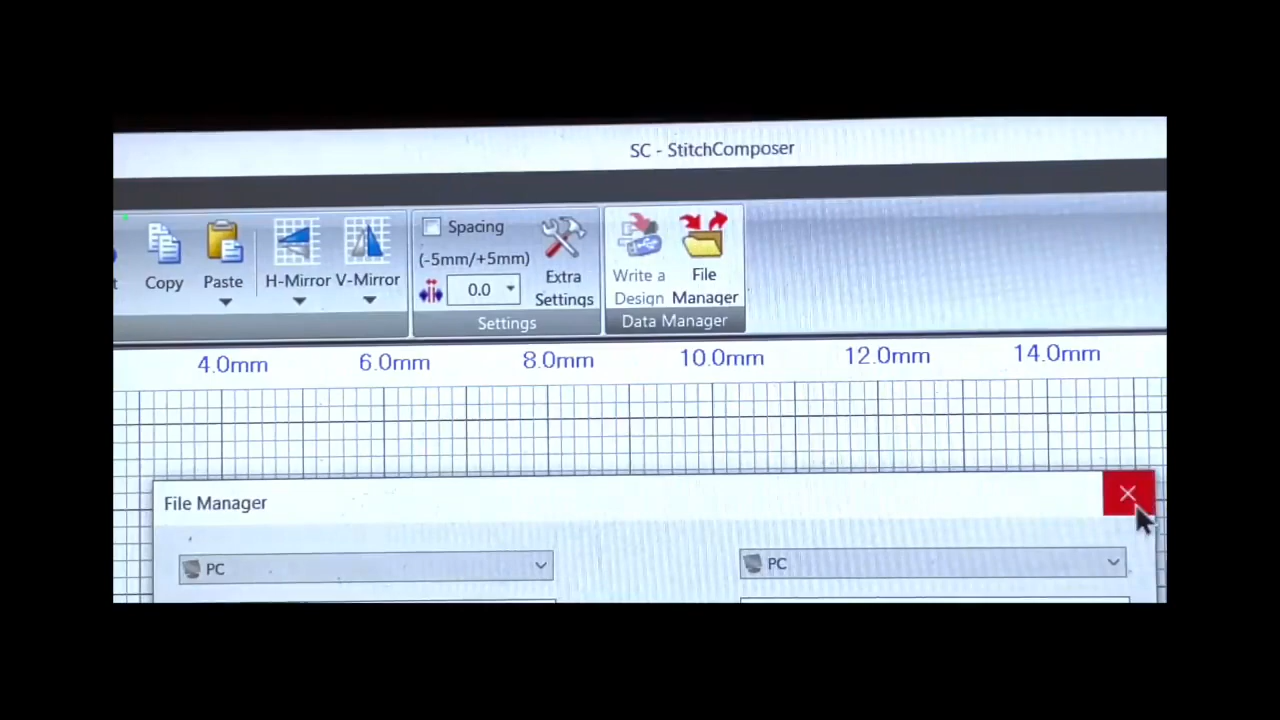 SC - StitchComposer
Copy
Paste
H-Mirror
V-Mirror
Spacing
(-5mm/+5mm)
0.0
Extra
Settings
Settings
Write a
Design
File
Manager
Data Manager
4.0mm 6.0mm 8.0mm 10.0mm 12.0mm 14.0mm
File Manager
PC
PC